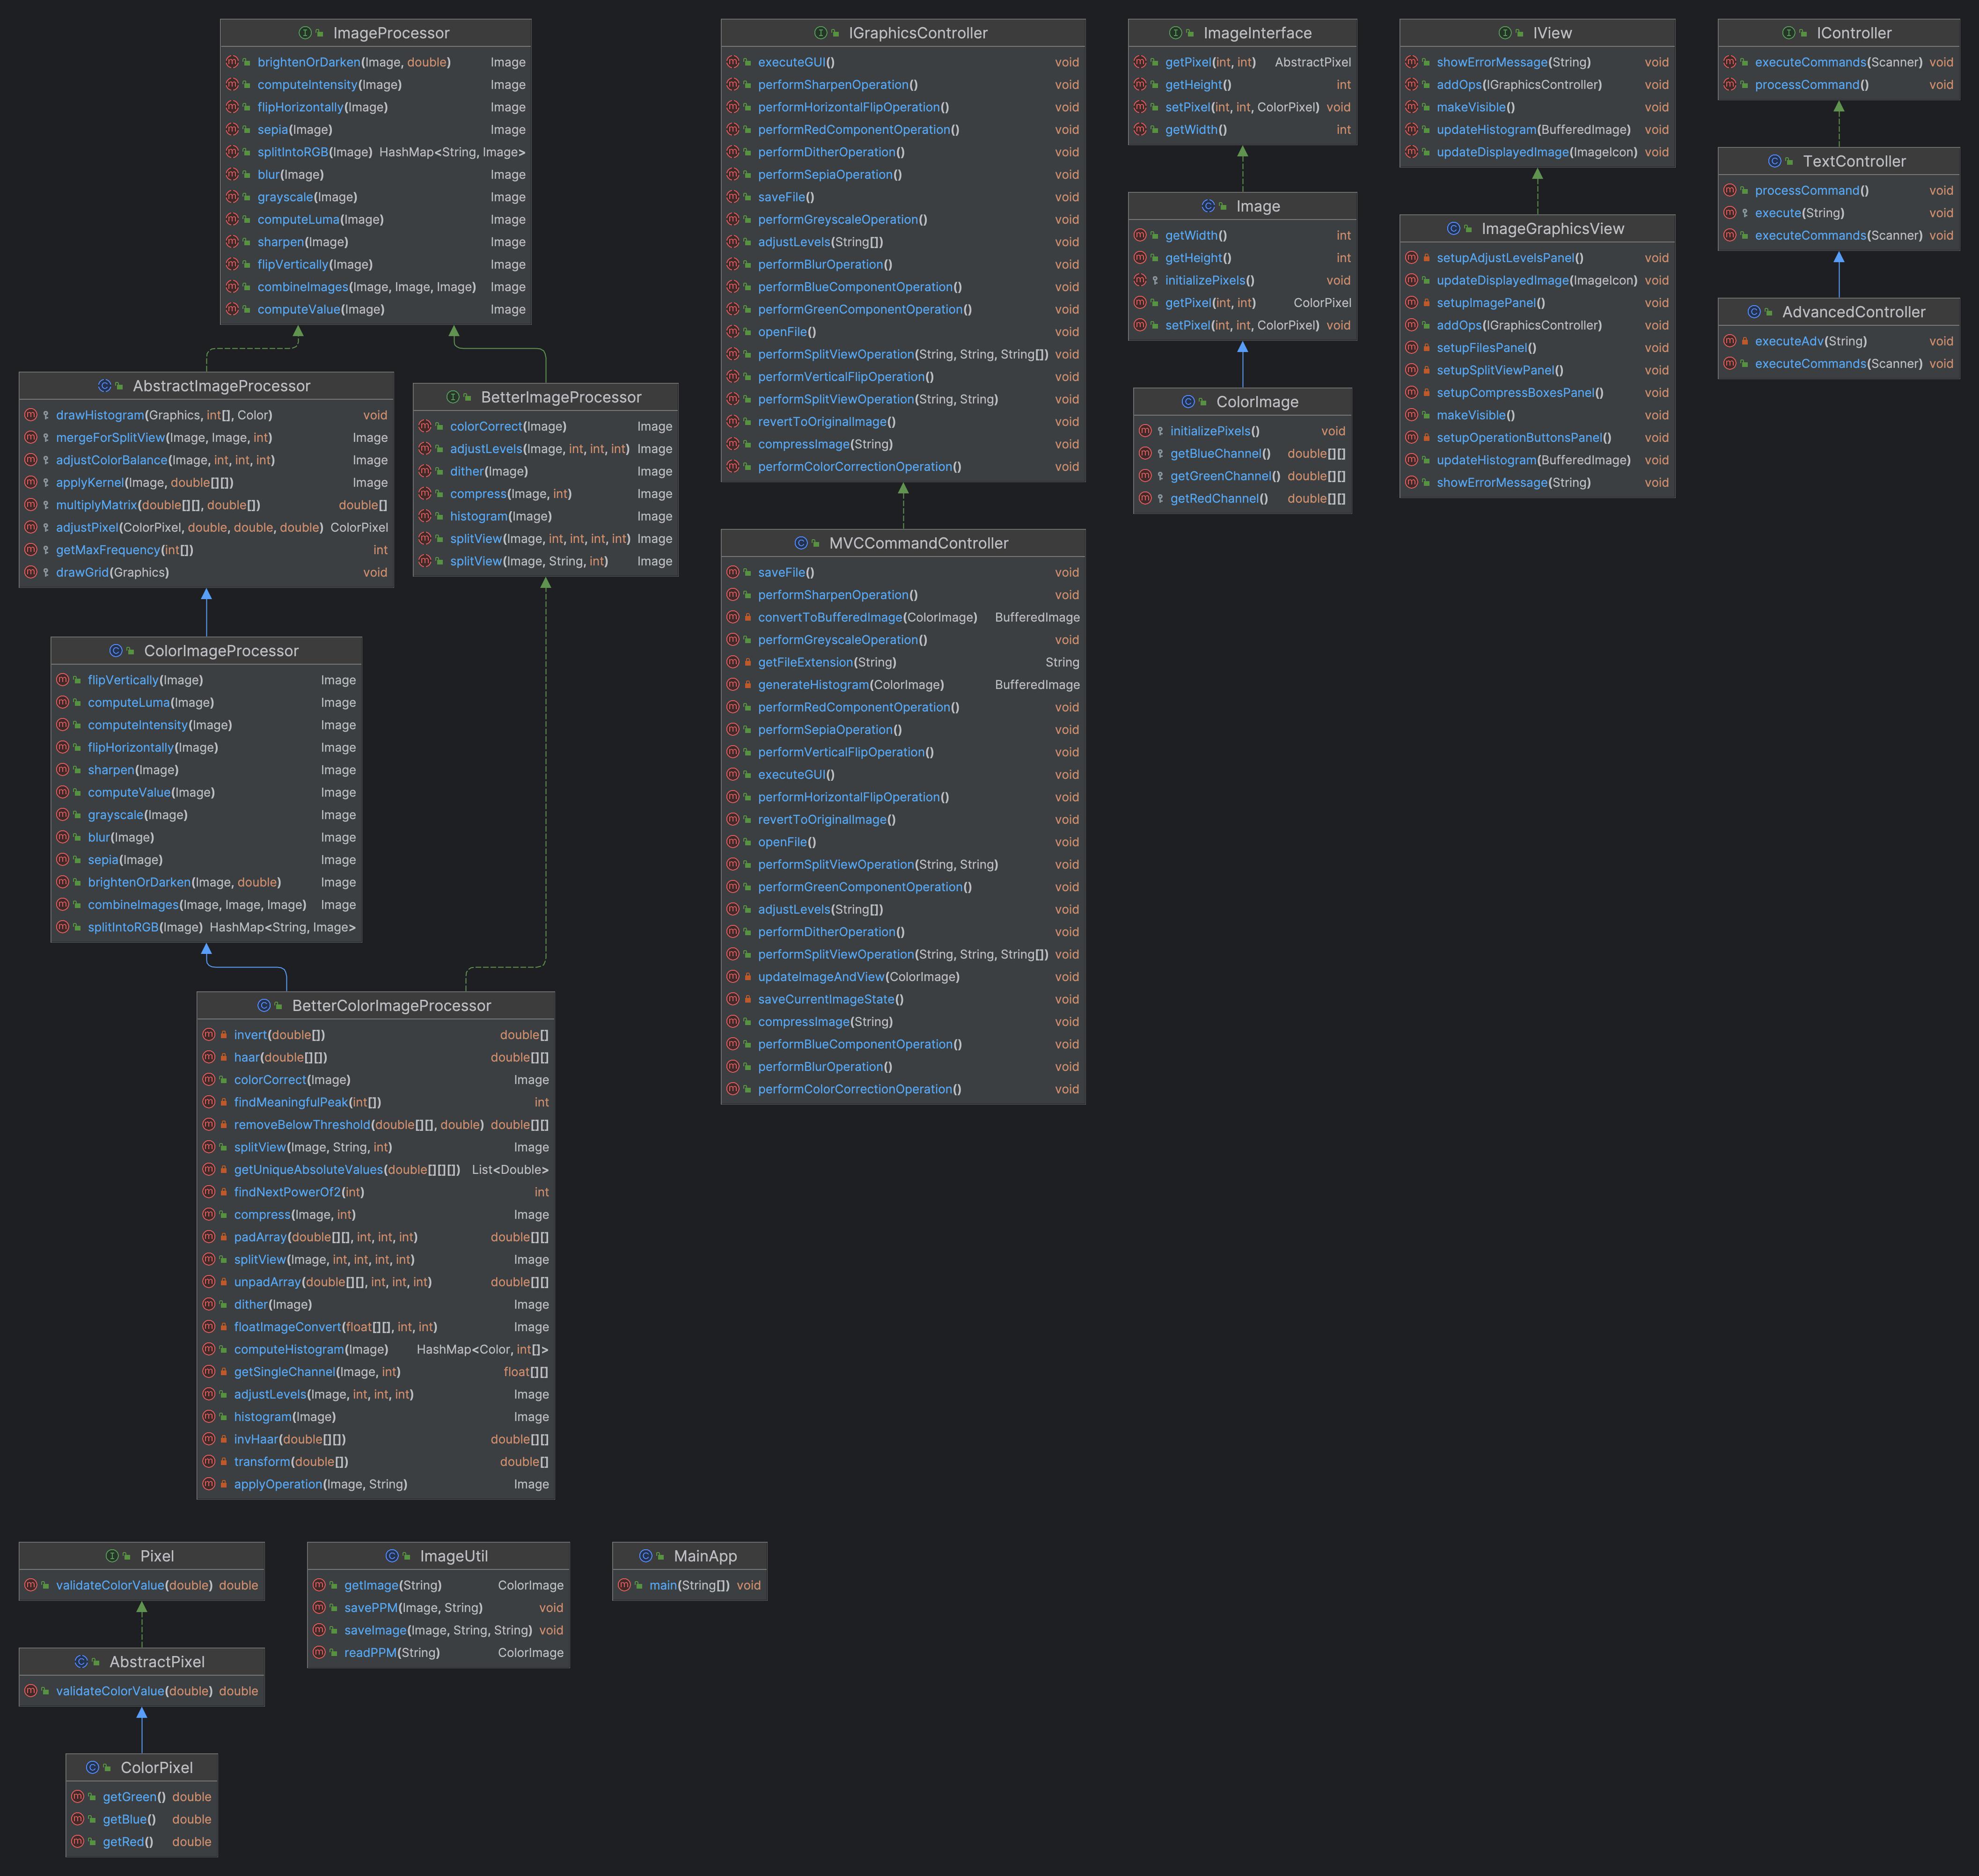 ImageProcessor
brightenOrDarken(Image, double) Image
computeIntensity(Image) Image
flipHorizontally(Image) Image
sepia(Image) Image
splitIntoRGB(Image) HashMap<String, Image>
blur(Image) Image
grayscale(Image) Image
computeLuma(Image) Image
sharpen(Image) Image
flipVertically(Image) Image
combineImages(Image, Image, Image) Image
computeValue(Image) Image
AbstractImageProcessor
drawHistogram(Graphics, int[], Color) void
mergeForSplitView(Image, Image, int) Image
adjustColorBalance(Image, int, int, int) Image
applyKernel(Image, double[][]) Image
multiplyMatrix(double[][], double[]) double[]
adjustPixel(ColorPixel, double, double, double) ColorPixel
getMaxFrequency(int[]) int
drawGrid(Graphics) void
BetterImageProcessor
colorCorrect(Image) Image
adjustLevels(Image, int, int, int) Image
dither(Image) Image
compress(Image, int) Image
histogram(Image) Image
splitView(Image, int, int, int, int) Image
splitView(Image, String, int) Image
ColorImageProcessor
flipVertically(Image) Image
computeLuma(Image) Image
computeIntensity(Image) Image
flipHorizontally(Image) Image
sharpen(Image) Image
computeValue(Image) Image
grayscale(Image) Image
blur(Image) Image
sepia(Image) Image
brightenOrDarken(Image, double) Image
combineImages(Image, Image, Image) Image
splitIntoRGB(Image) HashMap<String, Image>
BetterColorImageProcessor
invert(double[]) double[]
haar(double[][]) double[][]
colorCorrect(Image) Image
findMeaningfulPeak(int[]) int
removeBelowThreshold(double[][], double) double[][]
splitView(Image, String, int) Image
getUniqueAbsoluteValues(double[][][]) List<Double>
findNextPowerOf2(int) int
compress(Image, int) Image
padArray(double[][], int, int, int) double[][]
splitView(Image, int, int, int, int) Image
unpadArray(double[][], int, int, int) double[][]
dither(Image) Image
floatImageConvert(float[][], int, int) Image
computeHistogram(Image) HashMap<Color, int[]>
getSingleChannel(Image, int) float[][]
adjustLevels(Image, int, int, int) Image
histogram(Image) Image
invHaar(double[][]) double[][]
transform(double[]) double[]
applyOperation(Image, String) Image
IGraphicsController
executeGUI() void
performSharpenOperation() void
performHorizontalFlipOperation() void
performRedComponentOperation() void
performDitherOperation() void
performSepiaOperation() void
saveFile() void
performGreyscaleOperation() void
adjustLevels(String[]) void
performBlurOperation() void
performBlueComponentOperation() void
performGreenComponentOperation() void
openFile() void
performSplitViewOperation(String, String, String[]) void
performVerticalFlipOperation() void
performSplitViewOperation(String, String) void
revertToOriginalImage() void
compressImage(String) void
performColorCorrectionOperation() void
MVCCommandController
saveFile() void
performSharpenOperation() void
convertToBufferedImage(ColorImage) BufferedImage
performGreyscaleOperation() void
getFileExtension(String) String
generateHistogram(ColorImage) BufferedImage
performRedComponentOperation() void
performSepiaOperation() void
performVerticalFlipOperation() void
executeGUI() void
performHorizontalFlipOperation() void
revertToOriginalImage() void
openFile() void
performSplitViewOperation(String, String) void
performGreenComponentOperation() void
adjustLevels(String[]) void
performDitherOperation() void
performSplitViewOperation(String, String, String[]) void
updateImageAndView(ColorImage) void
saveCurrentImageState() void
compressImage(String) void
performBlueComponentOperation() void
performBlurOperation() void
performColorCorrectionOperation() void
ImageInterface
getPixel(int, int) AbstractPixel
getHeight() int
setPixel(int, int, ColorPixel) void
getWidth() int
Image
getWidth() int
getHeight() int
initializePixels() void
getPixel(int, int) ColorPixel
setPixel(int, int, ColorPixel) void
ColorImage
initializePixels() void
getBlueChannel() double[][]
getGreenChannel() double[][]
getRedChannel() double[][]
IView
showErrorMessage(String) void
addOps(IGraphicsController) void
makeVisible() void
updateHistogram(BufferedImage) void
updateDisplayedImage(ImageIcon) void
ImageGraphicsView
setupAdjustLevelsPanel() void
updateDisplayedImage(ImageIcon) void
setupImagePanel() void
addOps(IGraphicsController) void
setupFilesPanel() void
setupSplitViewPanel() void
setupCompressBoxesPanel() void
makeVisible() void
setupOperationButtonsPanel() void
updateHistogram(BufferedImage) void
showErrorMessage(String) void
IController
executeCommands(Scanner) void
processCommand() void
TextController
processCommand() void
execute(String) void
executeCommands(Scanner) void
AdvancedController
executeAdv(String) void
executeCommands(Scanner) void
Pixel
validateColorValue(double) double
AbstractPixel
validateColorValue(double) double
ColorPixel
getGreen() double
getBlue() double
getRed() double
ImageUtil
getImage(String) ColorImage
savePPM(Image, String) void
saveImage(Image, String, String) void
readPPM(String) ColorImage
MainApp
main(String[]) void